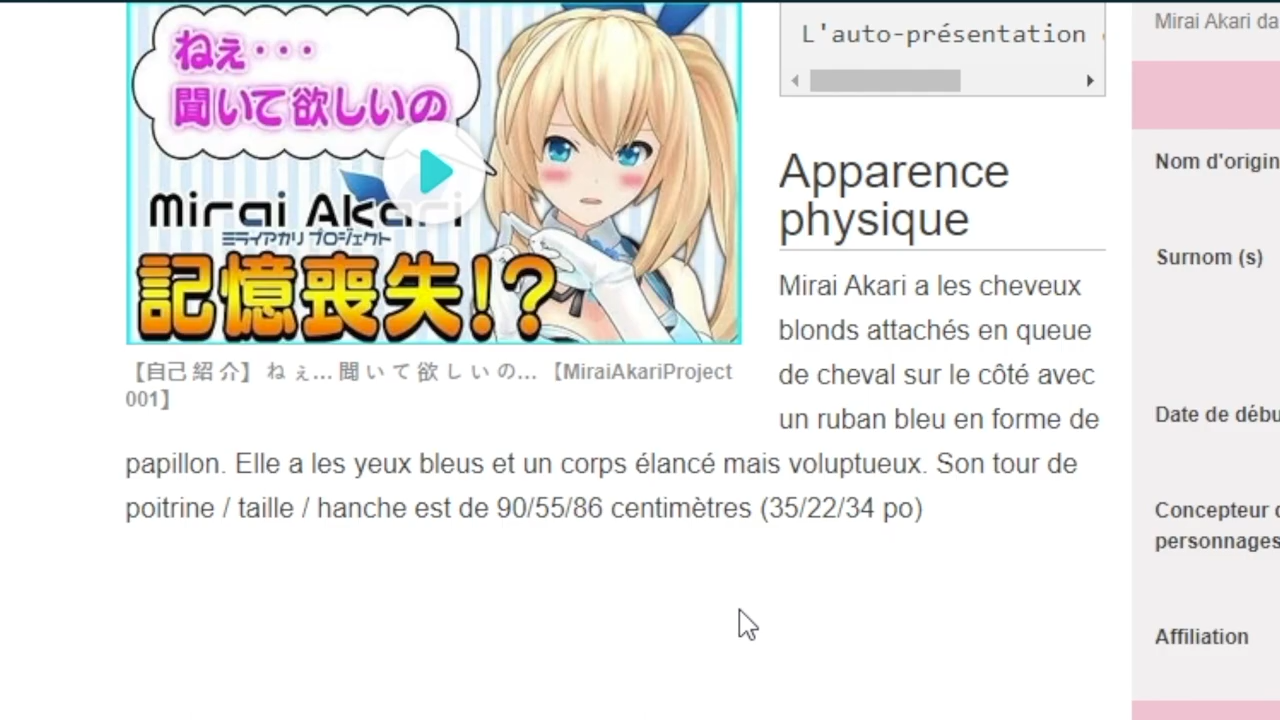 ねぇ・・・
聞いて欲しいの
Mirai Akari
ミライアカリ プロジェクト
記憶喪失!?
【自己紹介】ねぇ... 聞いて欲しいの... 【MiraiAkariProject
001】
L'auto-présentation
Apparence
physique
Mirai Akari a les cheveux
blonds attachés en queue
de cheval sur le côté avec
un ruban bleu en forme de
papillon. Elle a les yeux bleus et un corps élancé mais voluptueux. Son tour de
poitrine / taille / hanche est de 90/55/86 centimètres (35/22/34 po)
Mirai Akari da
Nom d'origin
Surnom (s)
Date de débu
Concepteur d
personnages
Affiliation